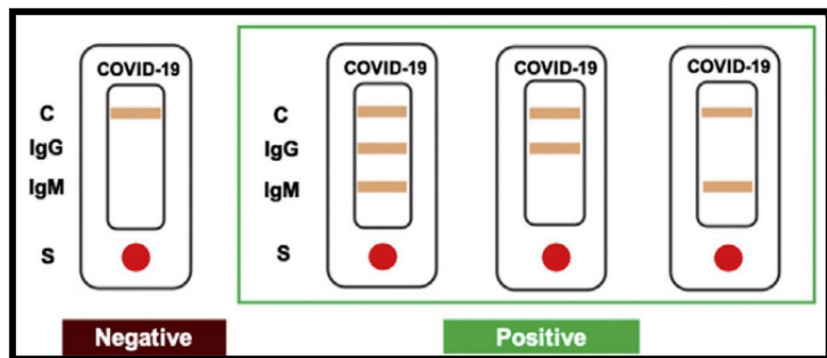 COVID-19 COVID-19 COVID-19 COVID-19
C C
IgG IgG
IgM IgM
S S
Negative Positive